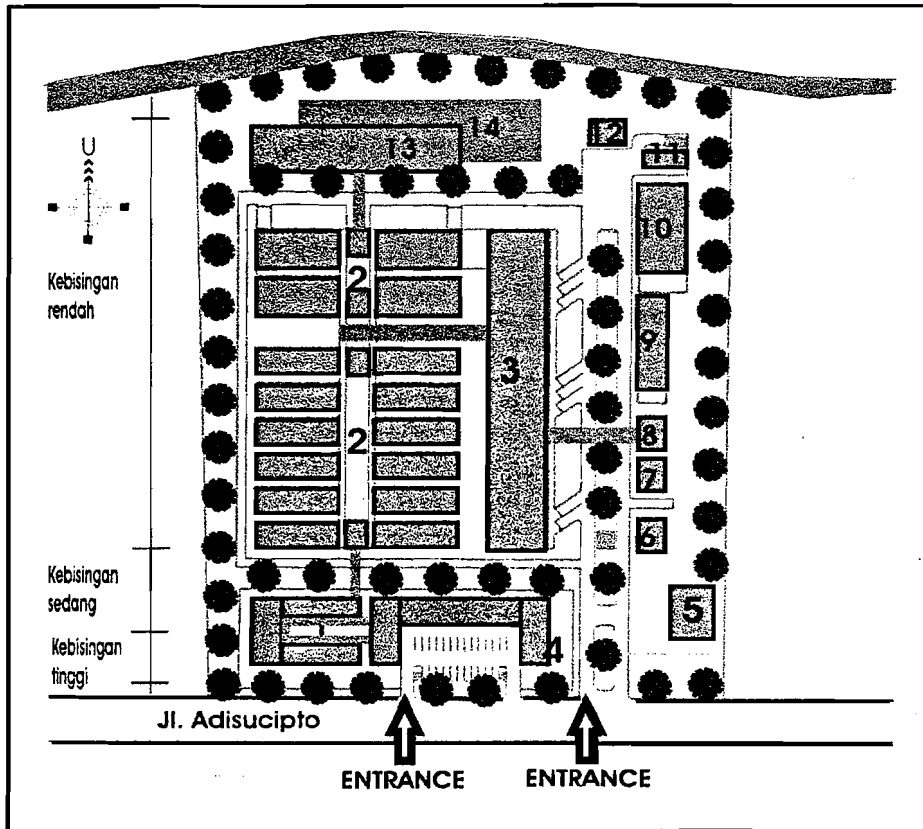 14
13
12
11
U
10
2
Kebisingan
rendah
9
3
2
8
7
6
Kebisingan
sedang
5
1
4
Kebisingan
tinggi
Jl. Adisucipto
ENTRANCE
ENTRANCE